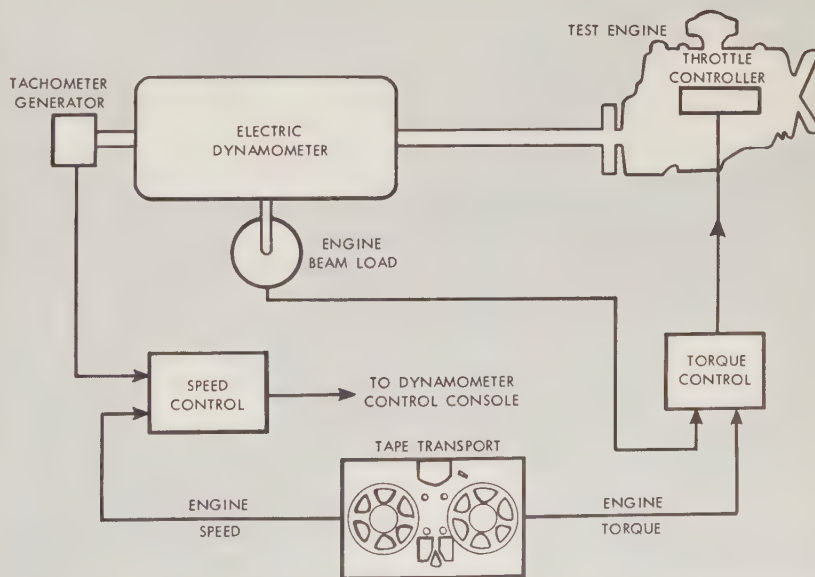 TEST ENGINE
THROTTLE
CONTROLLER
TACHOMETER
GENERATOR
ELECTRIC
DYNAMOMETER
ENGINE
BEAM LOAD
SPEED
CONTROL
TO DYNAMOMETER
CONTROL CONSOLE
TORQUE
CONTROL
TAPE TRANSPORT
ENGINE
SPEED
ENGINE
TORQUE